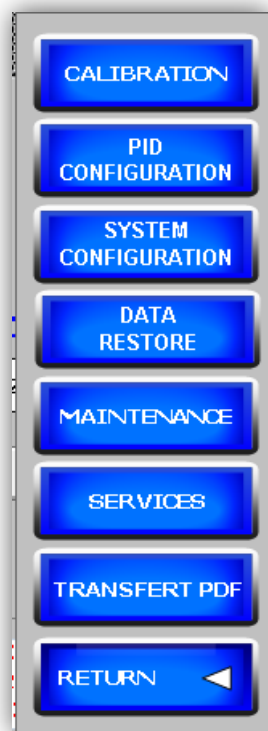 CALIBRATION
PID
CONFIGURATION
SYSTEM
CONFIGURATION
DATA
RESTORE
MAINTENANCE
SERVICES
TRANSFERT PDF
RETURN